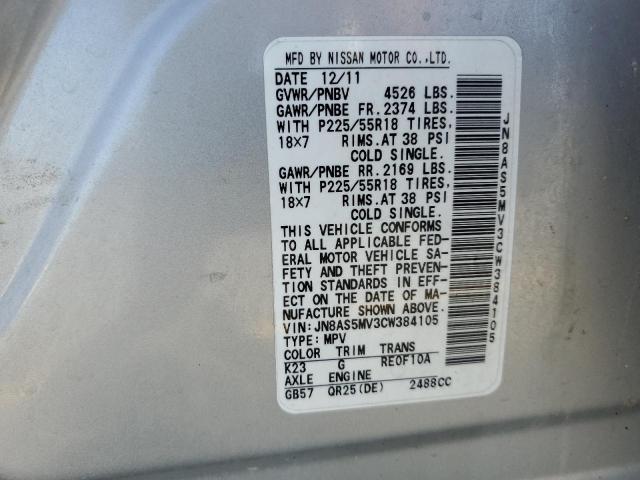 MFD BY NISSAN MOTOR CO.,LTD.
DATE 12/11
GVWR/PNBV 4526 LBS.
GAWR/PNBE FR. 2374 LBS.
WITH P225/55R18 TIRES,
18x7 RIMS.AT 38 PSI
COLD SINGLE.
GAWR/PNBE RR. 2169 LBS.
WITH P225/55R18 TIRES,
18x7 RIMS.AT 38 PSI
COLD SINGLE.
THIS VEHICLE CONFORMS
TO ALL APPLICABLE FED-
ERAL MOTOR VEHICLE SA-
FETY AND THEFT PREVEN-
TION STANDARDS IN EFF-
ECT ON THE DATE OF MA-
NUFACTURE SHOWN ABOVE.
VIN: JN8AS5MV3CW384105
TYPE: MPV
COLOR TRIM TRANS
K23 G RE0F10A
AXLE ENGINE
GB57 QR25(DE) 2488CC
JN8AS5MV3CW384105